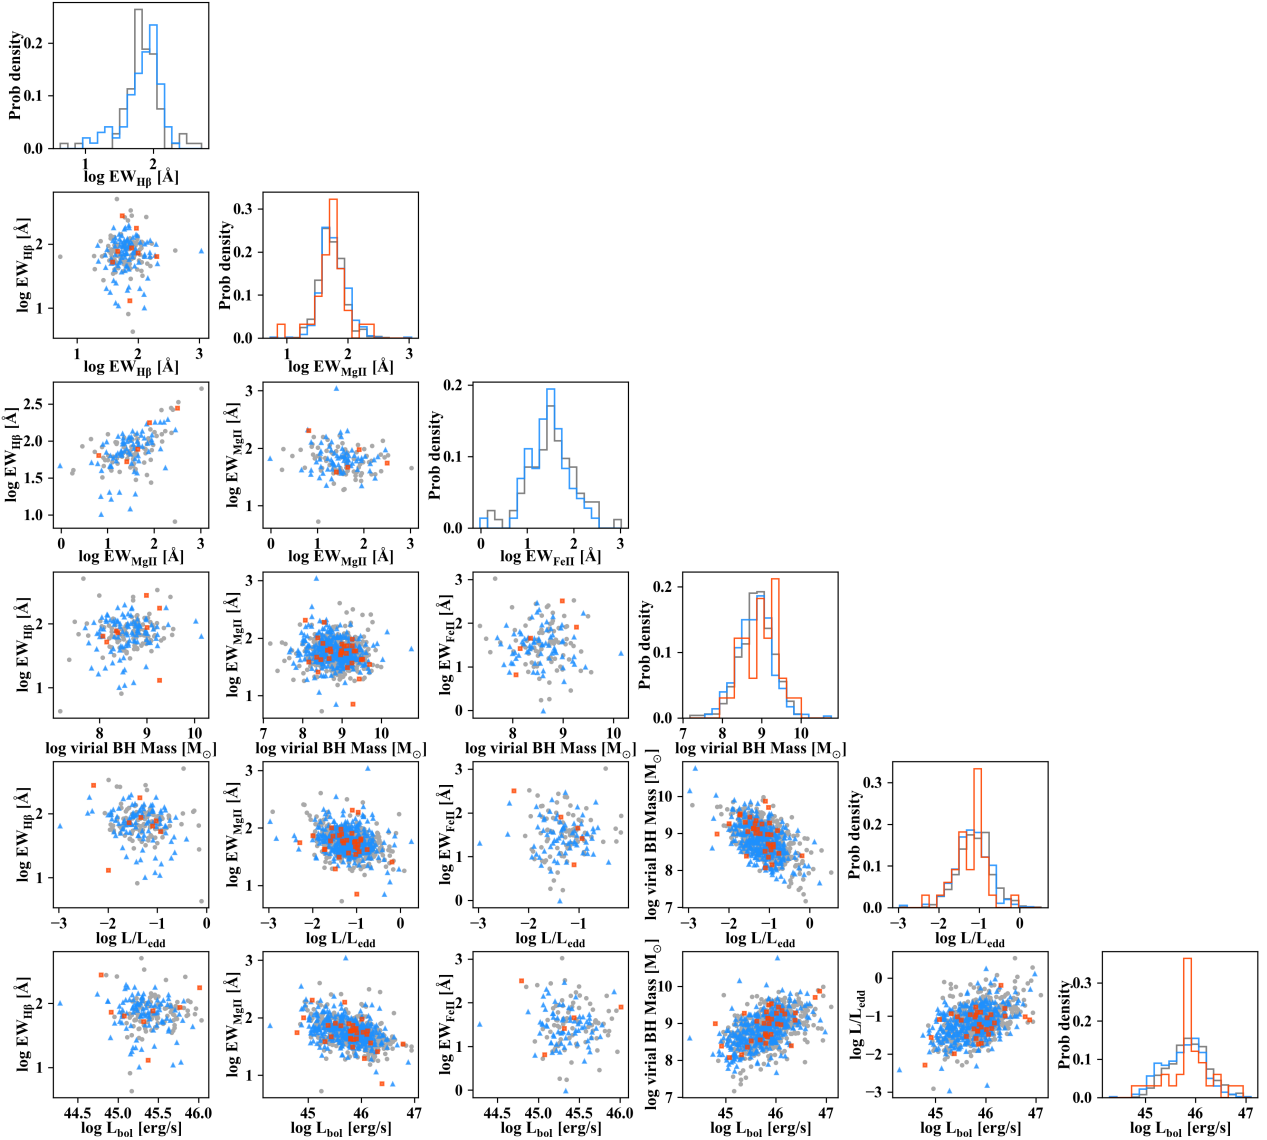 Prob density
0.2
0.1
0.0
1 2
log EW_Hβ [Å]
log EW_Hβ [Å]
2
1
1 2 3
log EW_Hβ [Å]
Prob density
0.3
0.2
0.1
0.0
1 2 3
log EW_MgII [Å]
log EW_Hβ [Å]
2.5
2.0
1.5
1.0
0 1 2 3
log EW_MgII [Å]
log EW_MgII [Å]
3
2
1
0 1 2 3
log EW_MgII [Å]
Prob density
0.2
0.1
0.0
0 1 2 3
log EW_FeII [Å]
log EW_Hβ [Å]
2
1
8 9 10
log virial BH Mass [M⊙]
log EW_MgII [Å]
3
2
1
7 8 9 10
log virial BH Mass [M⊙]
log EW_FeII [Å]
3
2
1
0
8 9 10
log virial BH Mass [M⊙]
Prob density
0.2
0.1
0.0
7 8 9 10
log virial BH Mass [M⊙]
log EW_Hβ [Å]
2
1
−3 −2 −1 0
log L/L_edd
log EW_MgII [Å]
3
2
1
−3 −2 −1 0
log L/L_edd
log EW_FeII [Å]
3
2
1
0
−3 −2 −1
log L/L_edd
log virial BH Mass [M⊙]
10
9
8
7
−3 −2 −1 0
log L/L_edd
Prob density
0.3
0.2
0.1
0.0
−3 −2 −1 0
log L/L_edd
log EW_Hβ [Å]
2
1
44.5 45.0 45.5 46.0
log L_bol [erg/s]
log EW_MgII [Å]
3
2
1
45 46 47
log L_bol [erg/s]
log EW_FeII [Å]
3
2
1
0
44.5 45.0 45.5 46.0
log L_bol [erg/s]
log virial BH Mass [M⊙]
10
9
8
7
45 46 47
log L_bol [erg/s]
log L/L_edd
0
−1
−2
−3
45 46 47
log L_bol [erg/s]
Prob density
0.3
0.2
0.1
0.0
45 46 47
log L_bol [erg/s]